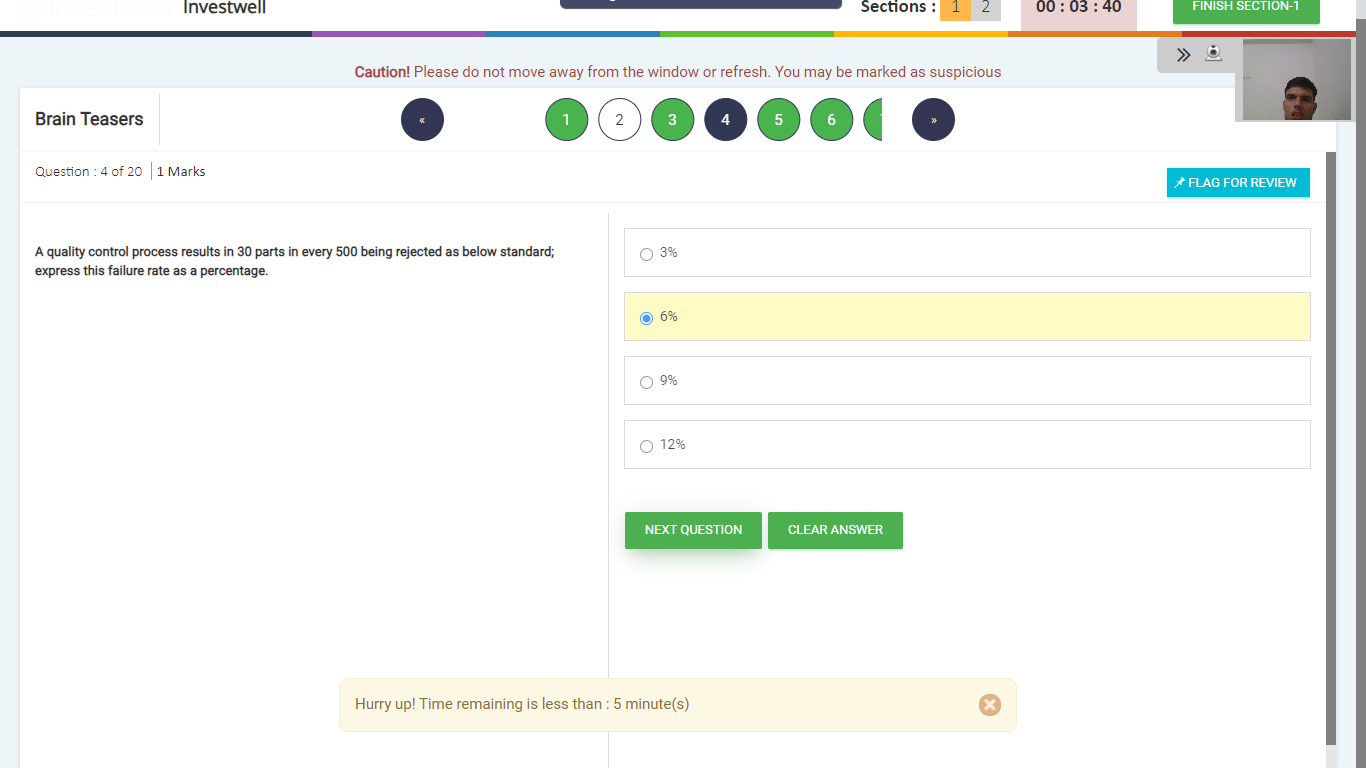 Investwell
Sections : 1 2
00 : 03 : 40
FINISH SECTION-1
Caution! Please do not move away from the window or refresh. You may be marked as suspicious
Brain Teasers
« 1 2 3 4 5 6 »
Question : 4 of 20 1 Marks
FLAG FOR REVIEW
A quality control process results in 30 parts in every 500 being rejected as below standard;
express this failure rate as a percentage.
3%
6%
9%
12%
NEXT QUESTION CLEAR ANSWER
Hurry up! Time remaining is less than : 5 minute(s)